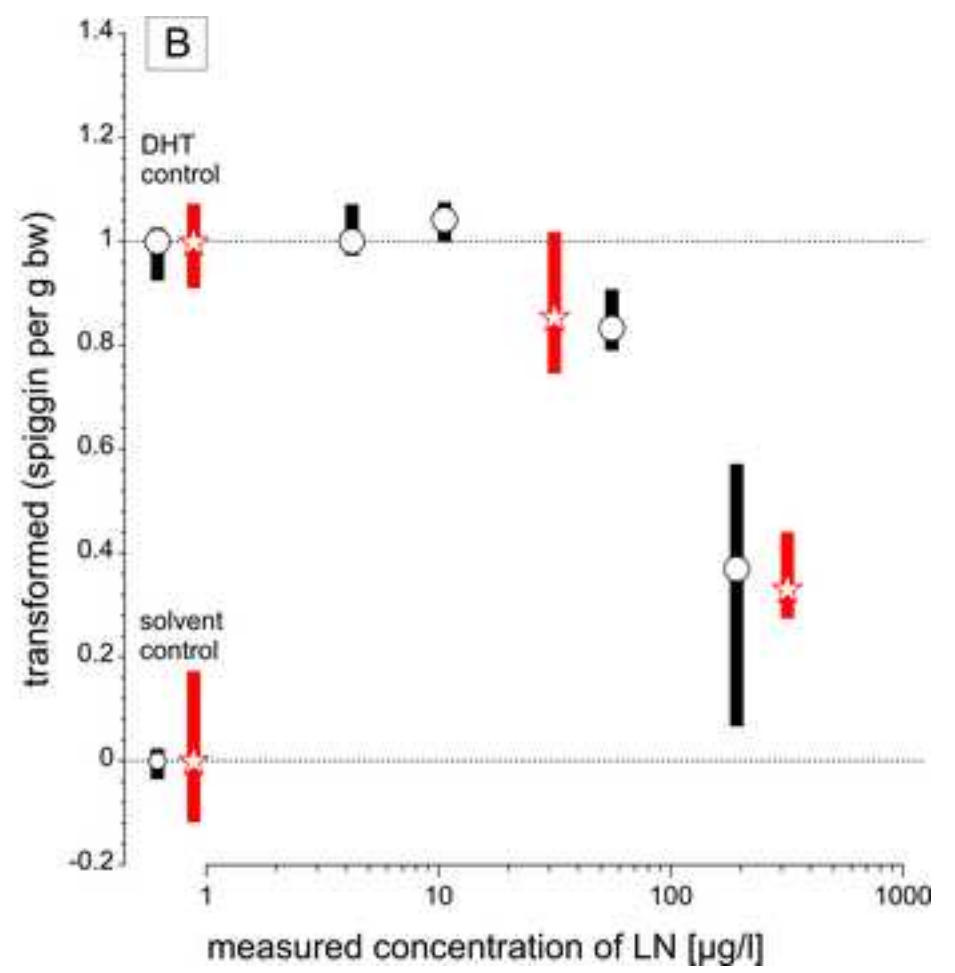 B
1.4
1.2
1
0.8
0.6
0.4
0.2
0
-0.2
DHT
control
solvent
control
transformed (spiggin per g bw)
1
10
100
1000
measured concentration of LN [µg/l]